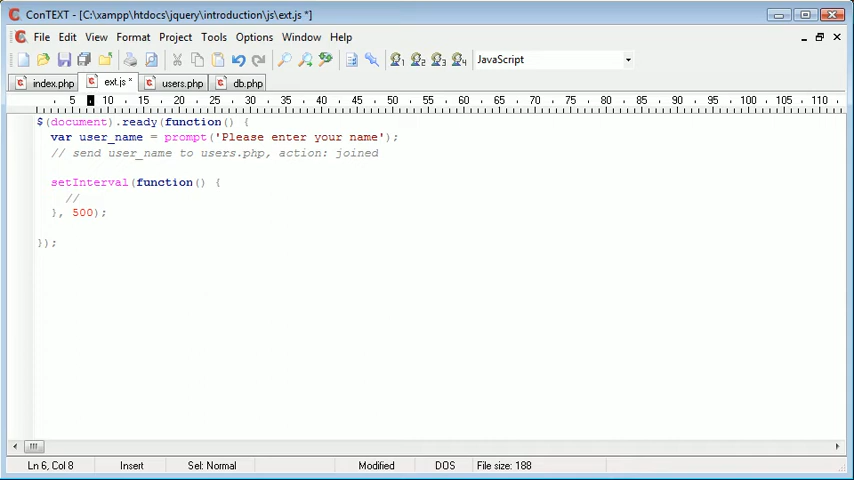 ConTEXT - [C:\xampp\htdocs\jquery\introduction\js\ext.js *]
File Edit View Format Project Tools Options Window Help
1 2 3 4 JavaScript
index.php ext.js * users.php db.php
5 10 15 20 25 30 35 40 45 50 55 60 65 70 75 80 85 90 95 100 105 110
$(document).ready(function() {
var user_name = prompt('Please enter your name');
// send user_name to users.php, action: joined
setInterval(function() {
//
}, 500);
});
Ln 6, Col 8 Insert Sel: Normal Modified DOS File size: 188